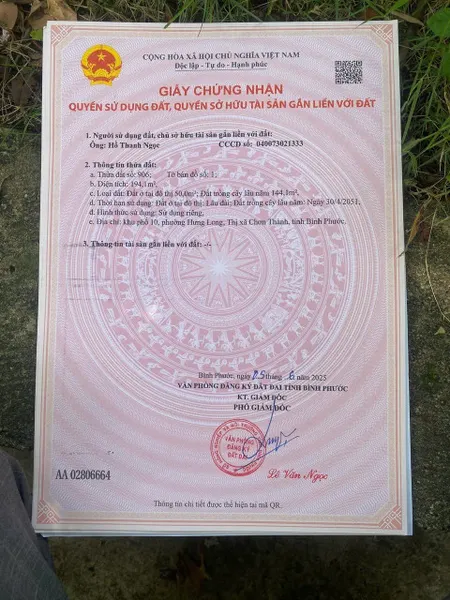 CỘNG HÒA XÃ HỘI CHỦ NGHĨA VIỆT NAM
Độc lập - Tự do - Hạnh phúc
GIẤY CHỨNG NHẬN
QUYỀN SỬ DỤNG ĐẤT, QUYỀN SỞ HỮU TÀI SẢN GẮN LIỀN VỚI ĐẤT
1. Người sử dụng đất, chủ sở hữu tài sản gắn liền với đất:
Ông: Hồ Thanh Ngọc CCCD số: 040073021333
2. Thông tin thửa đất:
a. Thửa đất số: 906; Tờ bản đồ số: 1;
b. Diện tích: 194,1m²;
c. Loại đất: Đất ở tại đô thị 50,0m²; Đất trồng cây lâu năm 144,1m²;
d. Thời hạn sử dụng: Đất ở tại đô thị: Lâu dài; Đất trồng cây lâu năm: Ngày 30/4/2051;
đ. Hình thức sử dụng: Sử dụng riêng;
e. Địa chỉ: khu phố 10, phường Hưng Long, Thị xã Chơn Thành, tỉnh Bình Phước.
3. Thông tin tài sản gắn liền với đất: -/-
Bình Phước, ngày 25 tháng 6 năm 2025
VĂN PHÒNG ĐĂNG KÝ ĐẤT ĐAI TỈNH BÌNH PHƯỚC
KT. GIÁM ĐỐC
PHÓ GIÁM ĐỐC
VĂN PHÒNG
ĐĂNG KÝ
ĐẤT ĐAI
Lê Văn Ngọc
AA 02806664
Thông tin chi tiết được thể hiện tại mã QR.